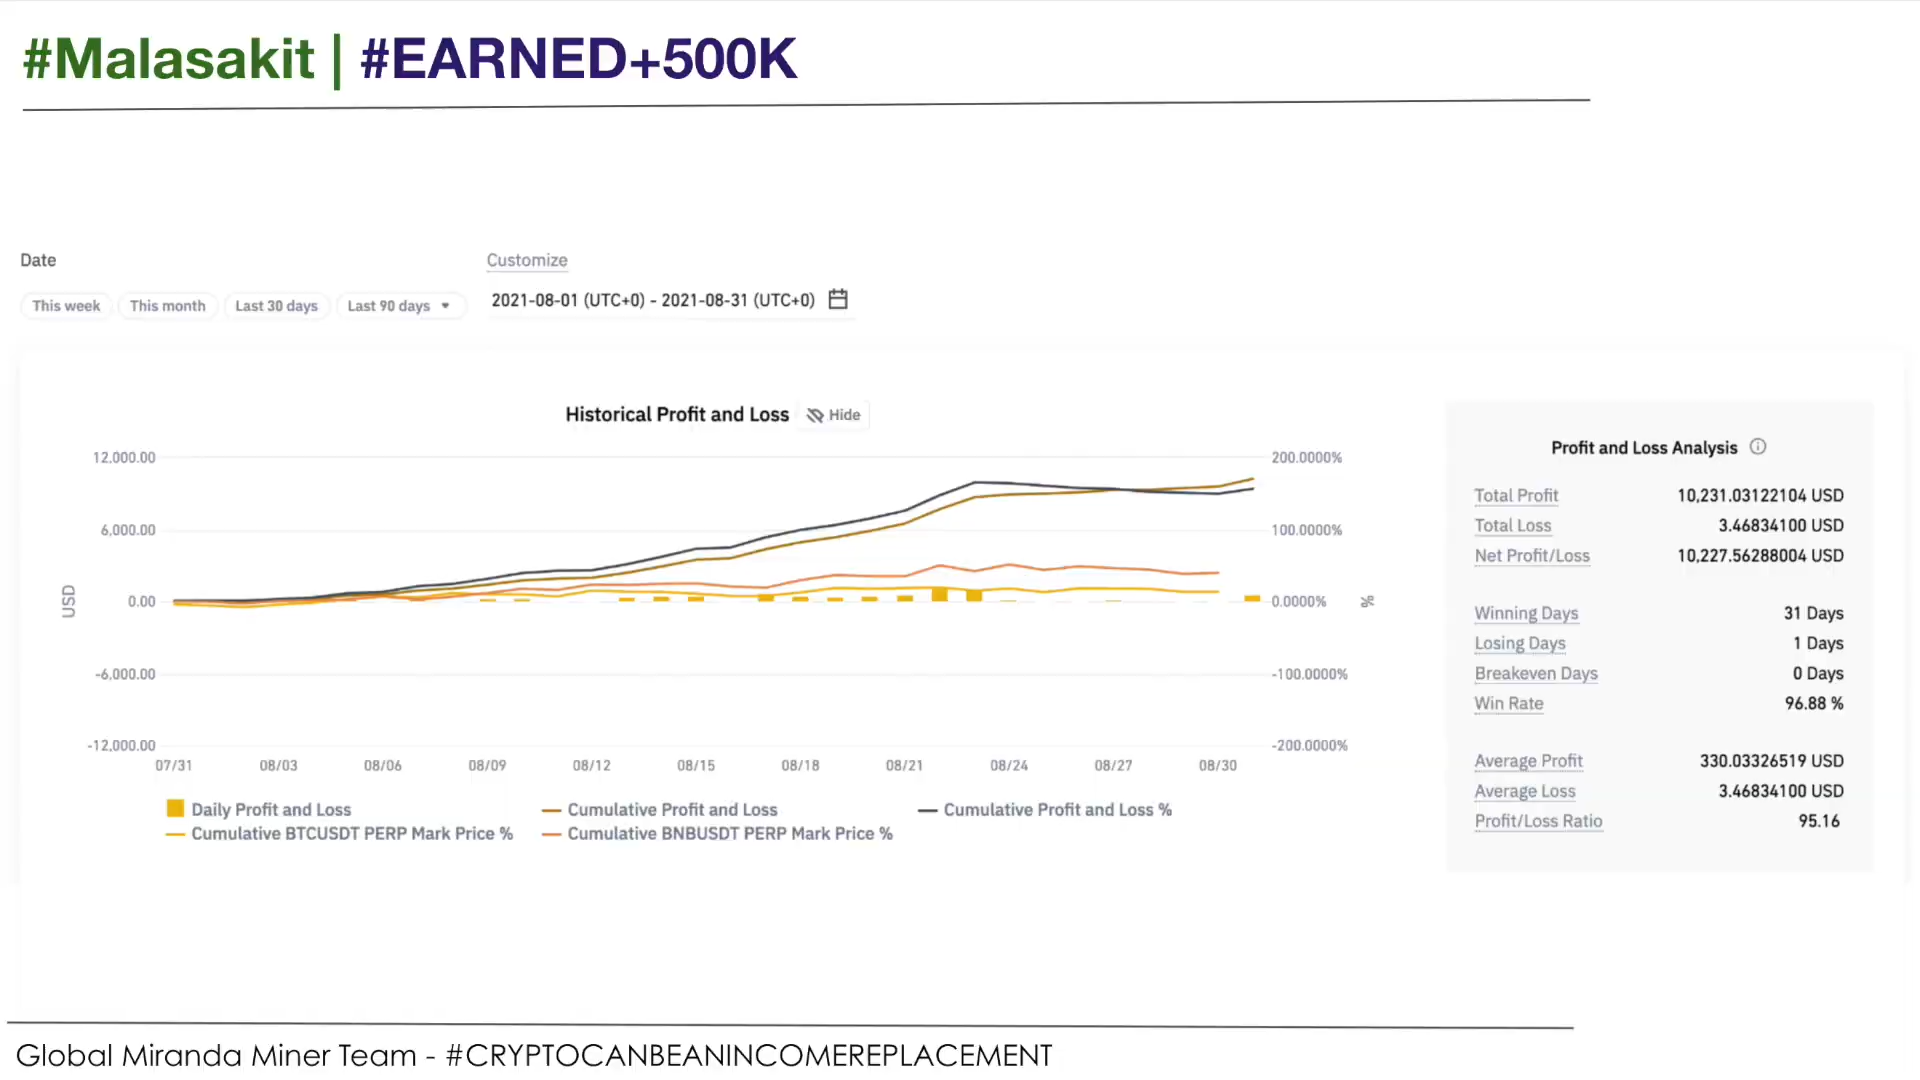 #Malasakit | #EARNED+500K
Date
Customize
This week
This month
Last 30 days
Last 90 days
2021-08-01 (UTC+0) - 2021-08-31 (UTC+0)
Historical Profit and Loss
Hide
12,000.00
6,000.00
0.00
-6,000.00
-12,000.00
USD
200.0000%
100.0000%
0.0000%
-100.0000%
-200.0000%
%
07/31
08/03
08/06
08/09
08/12
08/15
08/18
08/21
08/24
08/27
08/30
Daily Profit and Loss
Cumulative Profit and Loss
Cumulative Profit and Loss %
Cumulative BTCUSDT PERP Mark Price %
Cumulative BNBUSDT PERP Mark Price %
Profit and Loss Analysis
Total Profit 10,231.03122104 USD
Total Loss 3.46834100 USD
Net Profit/Loss 10,227.56288004 USD
Winning Days 31 Days
Losing Days 1 Days
Breakeven Days 0 Days
Win Rate 96.88 %
Average Profit 330.03326519 USD
Average Loss 3.46834100 USD
Profit/Loss Ratio 95.16
Global Miranda Miner Team - #CRYPTOCANBEANINCOMEREPLACEMENT